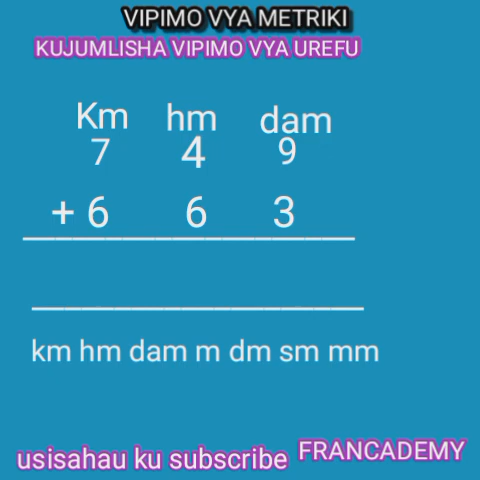 VIPIMO VYA METRIKI
KUJUMLISHA VIPIMO VYA UREFU
Km hm dam
7 4 9
+ 6 6 3
km hm dam m dm sm mm
usisahau ku subscribe FRANCADEMY